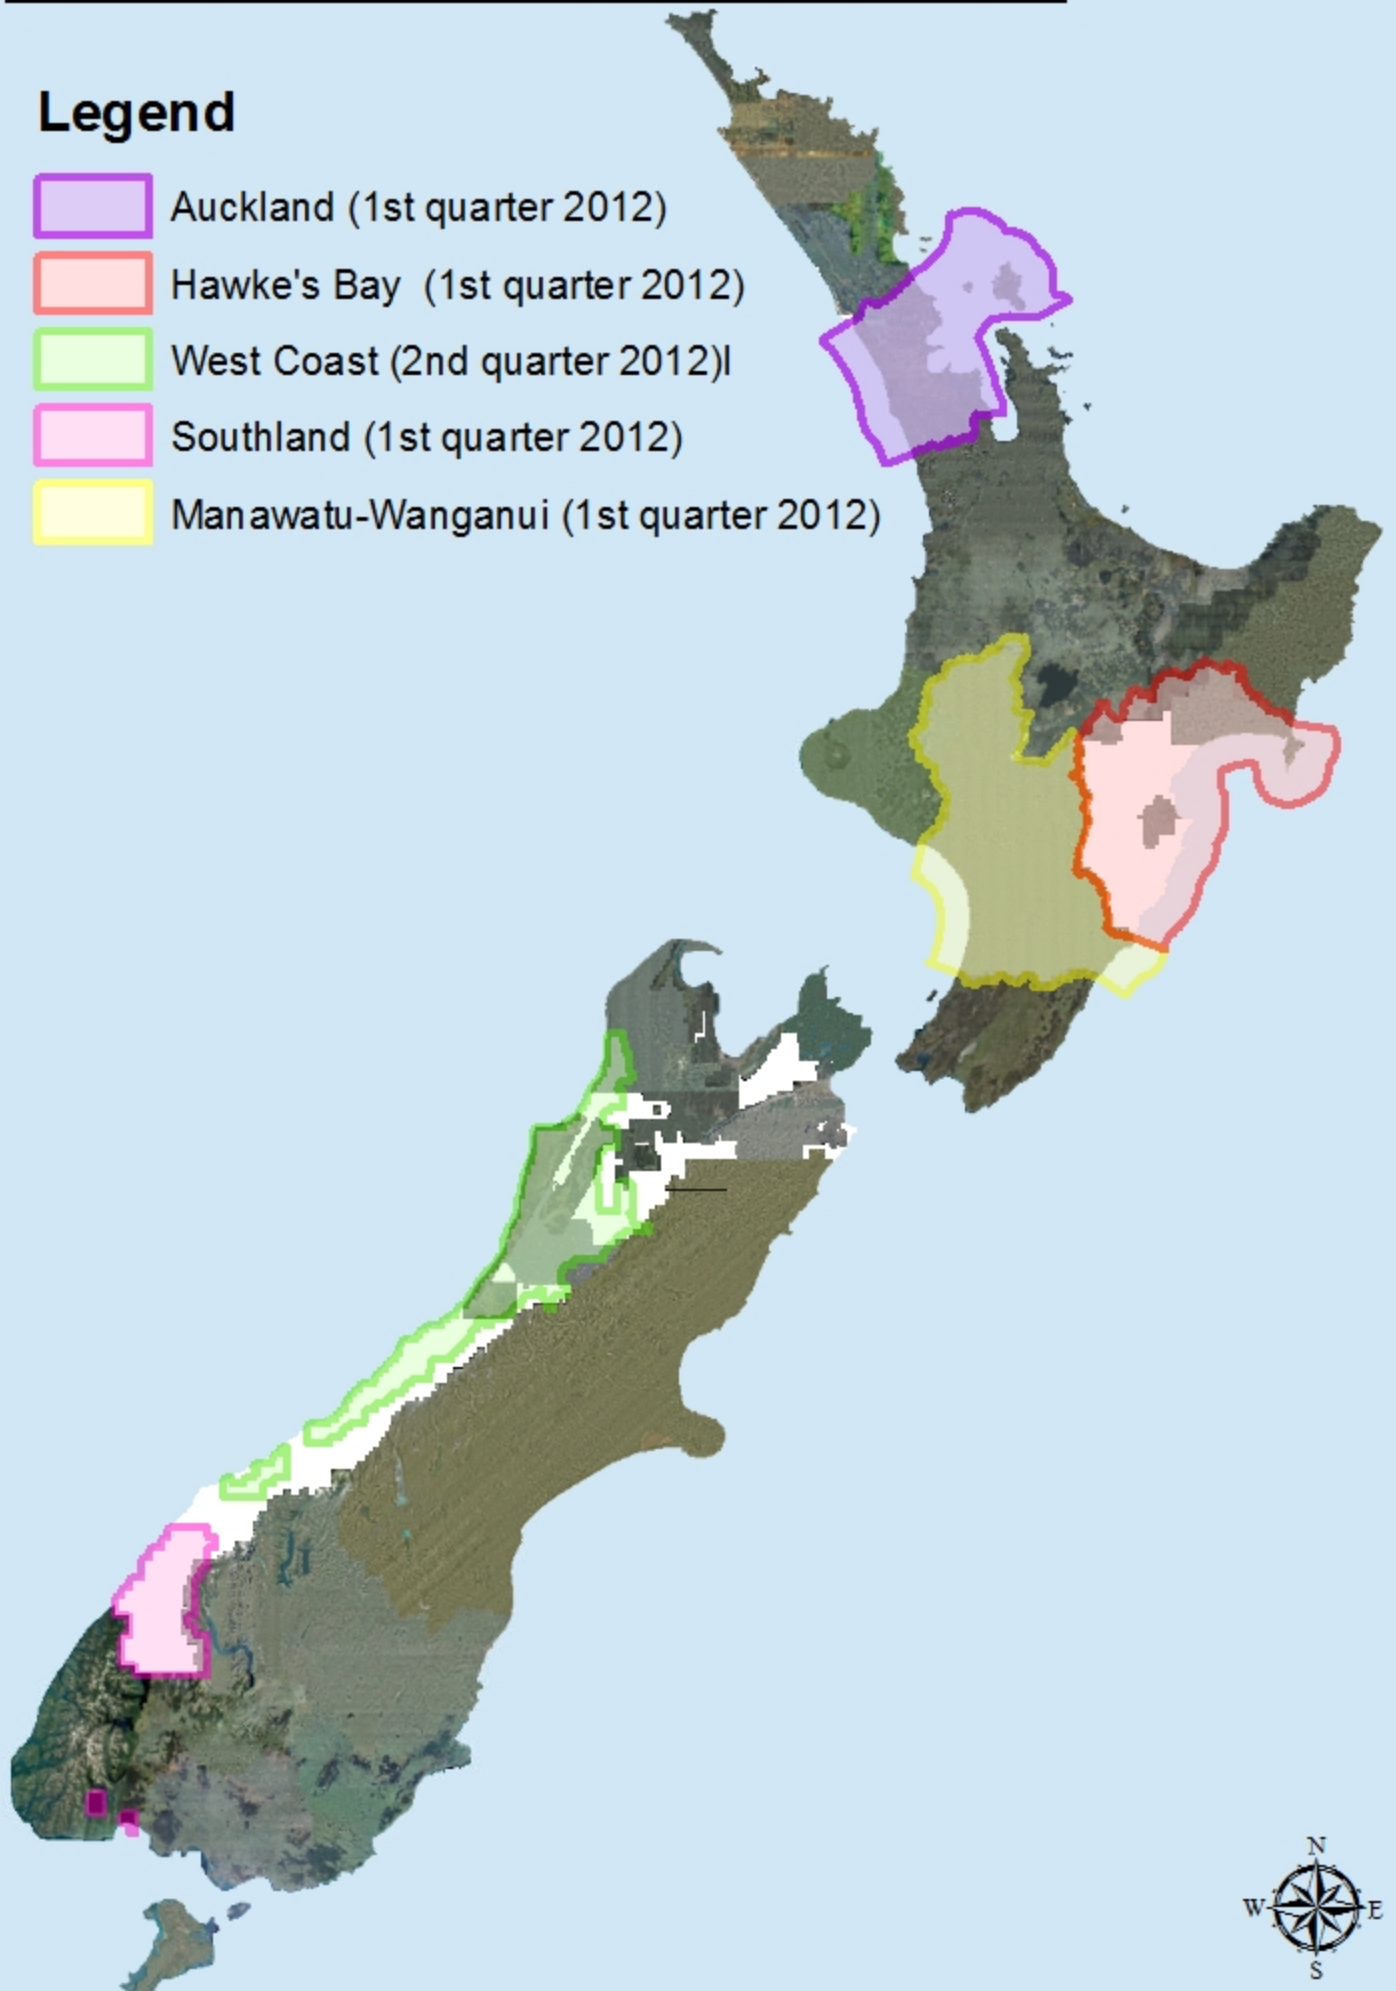 Legend
Auckland (1st quarter 2012)
Hawke's Bay (1st quarter 2012)
West Coast (2nd quarter 2012)l
Southland (1st quarter 2012)
Manawatu-Wanganui (1st quarter 2012)
N
W E
S